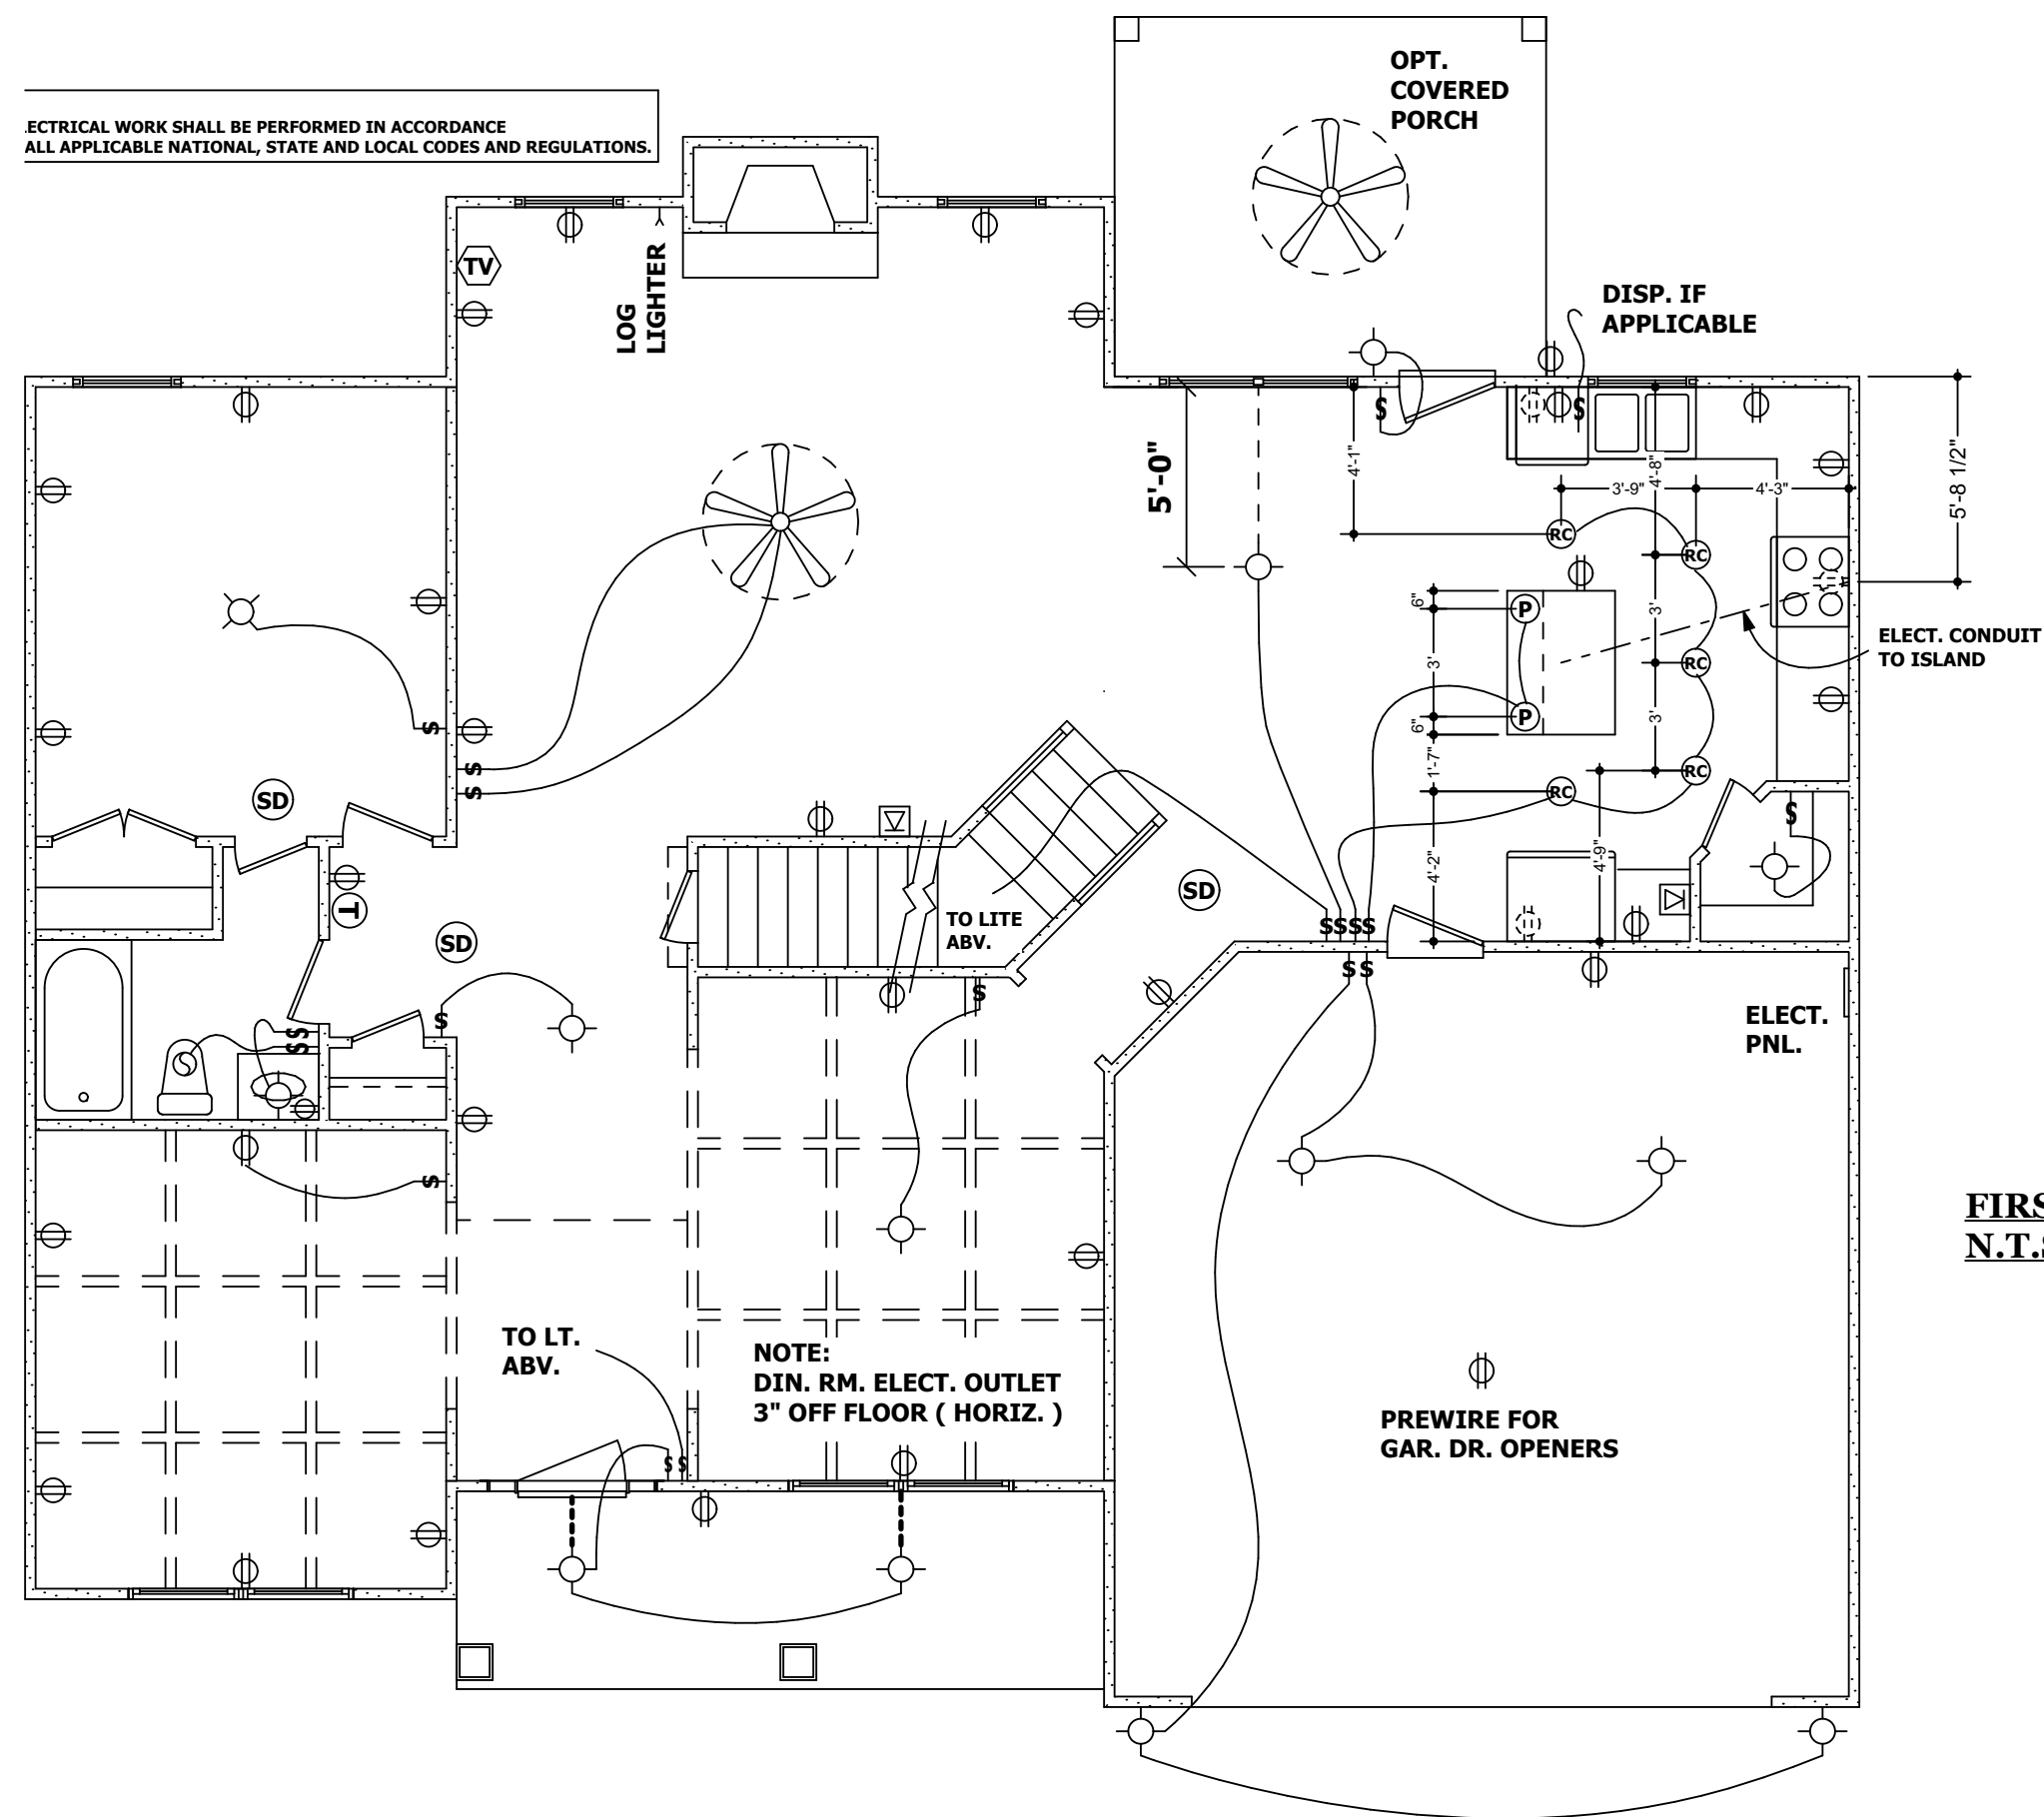 OPT.
COVERED
PORCH
ECTRICAL WORK SHALL BE PERFORMED IN ACCORDANCE
ALL APPLICABLE NATIONAL, STATE AND LOCAL CODES AND REGULATIONS.
TV
LOG
LIGHTER
DISP. IF
APPLICABLE
S
S
5'-0"
4'-1"
4'-8"
3'-9"
4'-3"
5'-8 1/2"
RC
RC
6"
P
3'
3'
ELECT. CONDUIT
TO ISLAND
RC
P
6"
3'
1'-7"
RC
RC
S
S
S
S
SD
S
4'-2"
4'-9"
SD
T
TO LITE
ABV.
SSSS
SD
S S
S
S
SS
ELECT.
PNL.
S
FIRS
N.T.S
TO LT.
ABV.
NOTE:
DIN. RM. ELECT. OUTLET
3" OFF FLOOR ( HORIZ. )
PREWIRE FOR
GAR. DR. OPENERS
S S